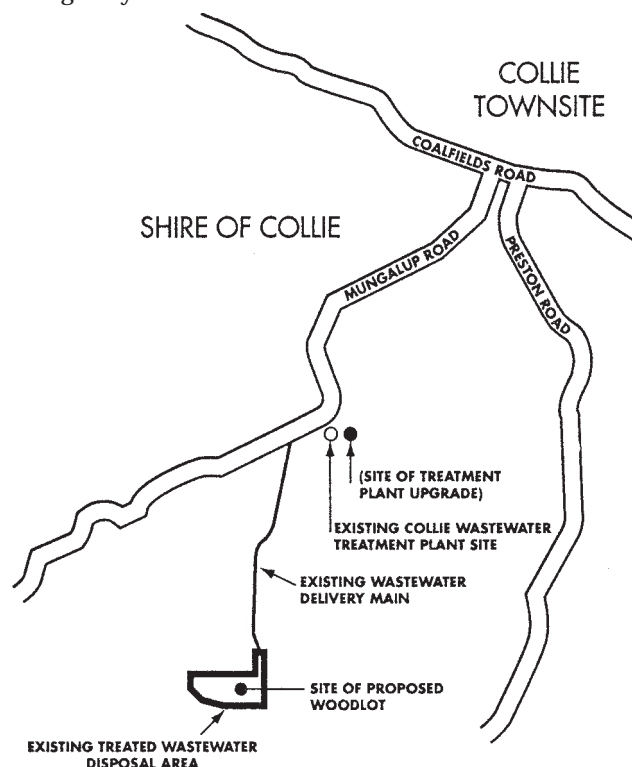 COLLIE
TOWNSITE
COALFIELDS ROAD
SHIRE OF COLLIE
MUNGALUP ROAD
PRESTON ROAD
(SITE OF TREATMENT
PLANT UPGRADE)
EXISTING COLLIE WASTEWATER
TREATMENT PLANT SITE
EXISTING WASTEWATER
DELIVERY MAIN
SITE OF PROPOSED
WOODLOT
EXISTING TREATED WASTEWATER
DISPOSAL AREA